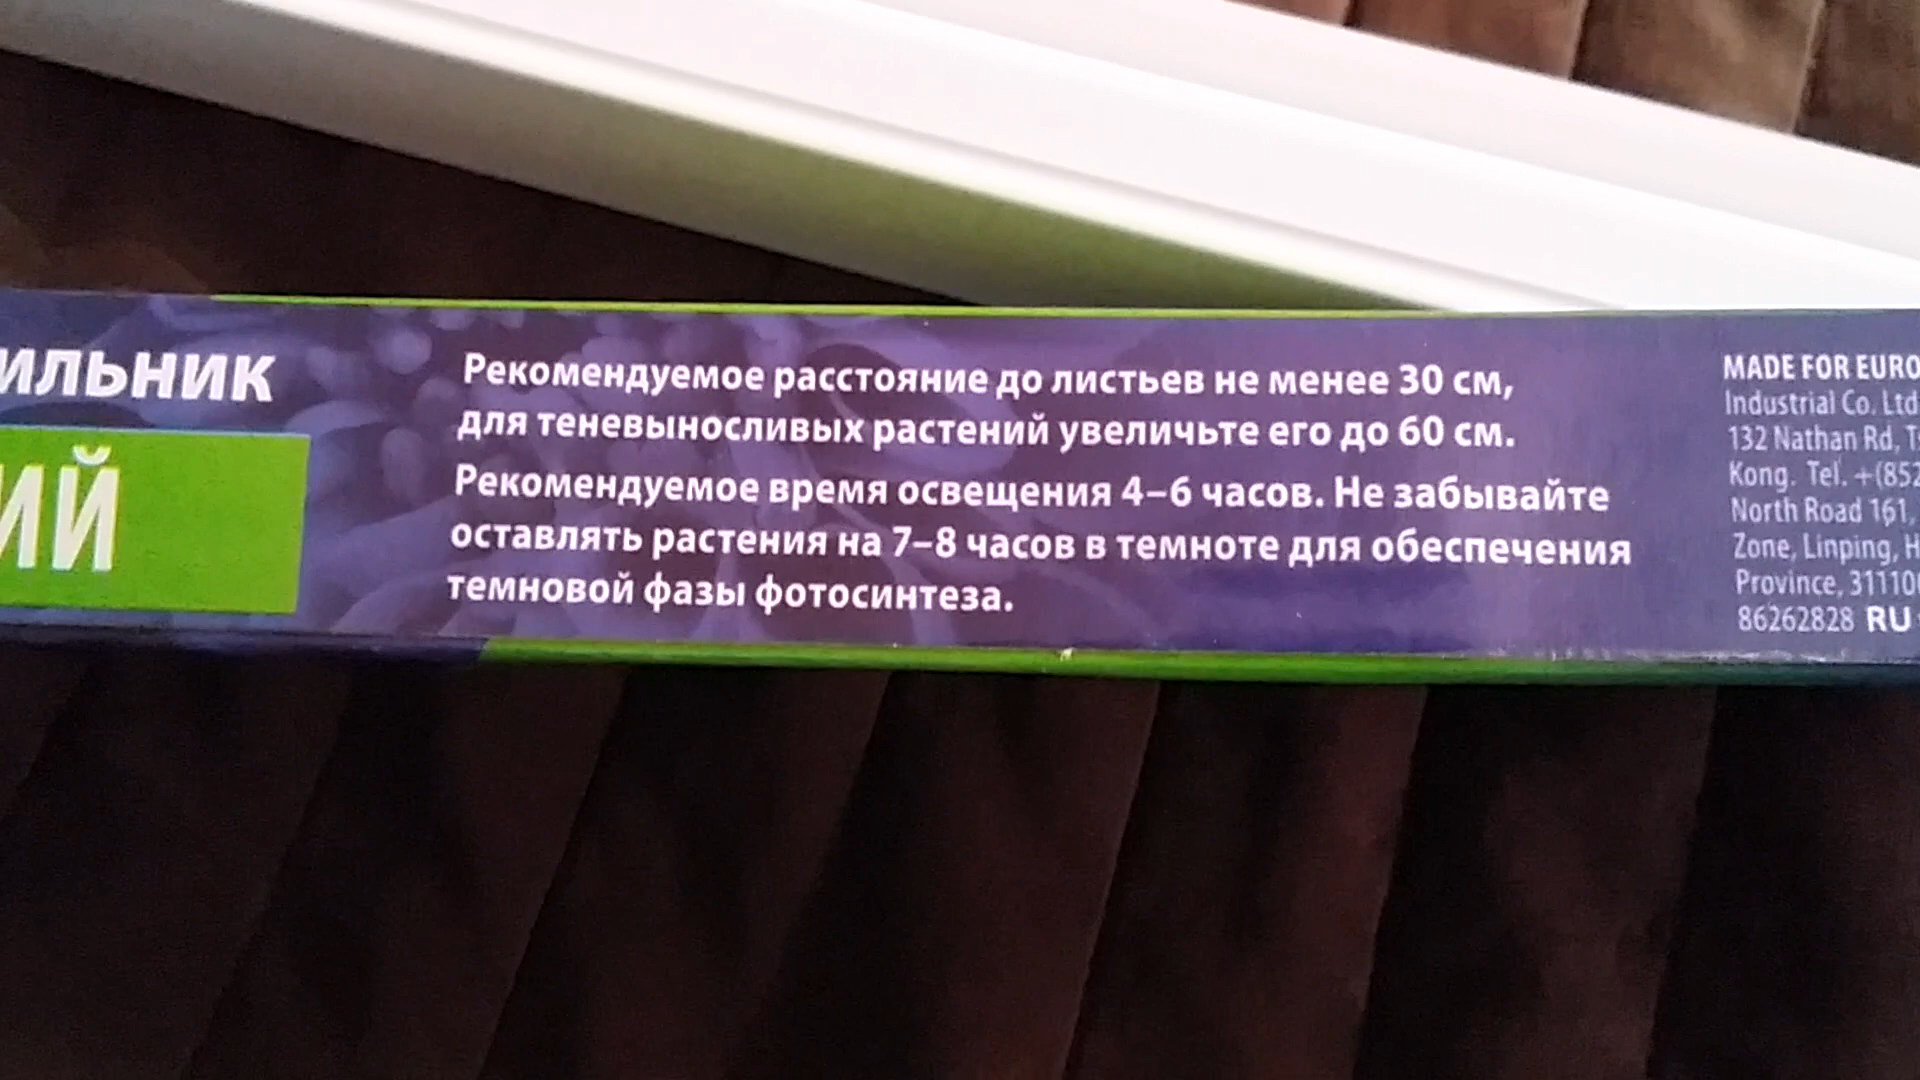 ильник
ИЙ
Рекомендуемое расстояние до листьев не менее 30 см,
для теневыносливых растений увеличьте его до 60 см.
Рекомендуемое время освещения 4–6 часов. Не забывайте
оставлять растения на 7–8 часов в темноте для обеспечения
темновой фазы фотосинтеза.
MADE FOR EURO
Industrial Co. Ltd
132 Nathan Rd, T
Kong. Tel. +(852
North Road 161,
Zone, Linping, H
Province, 31110
86262828 RU